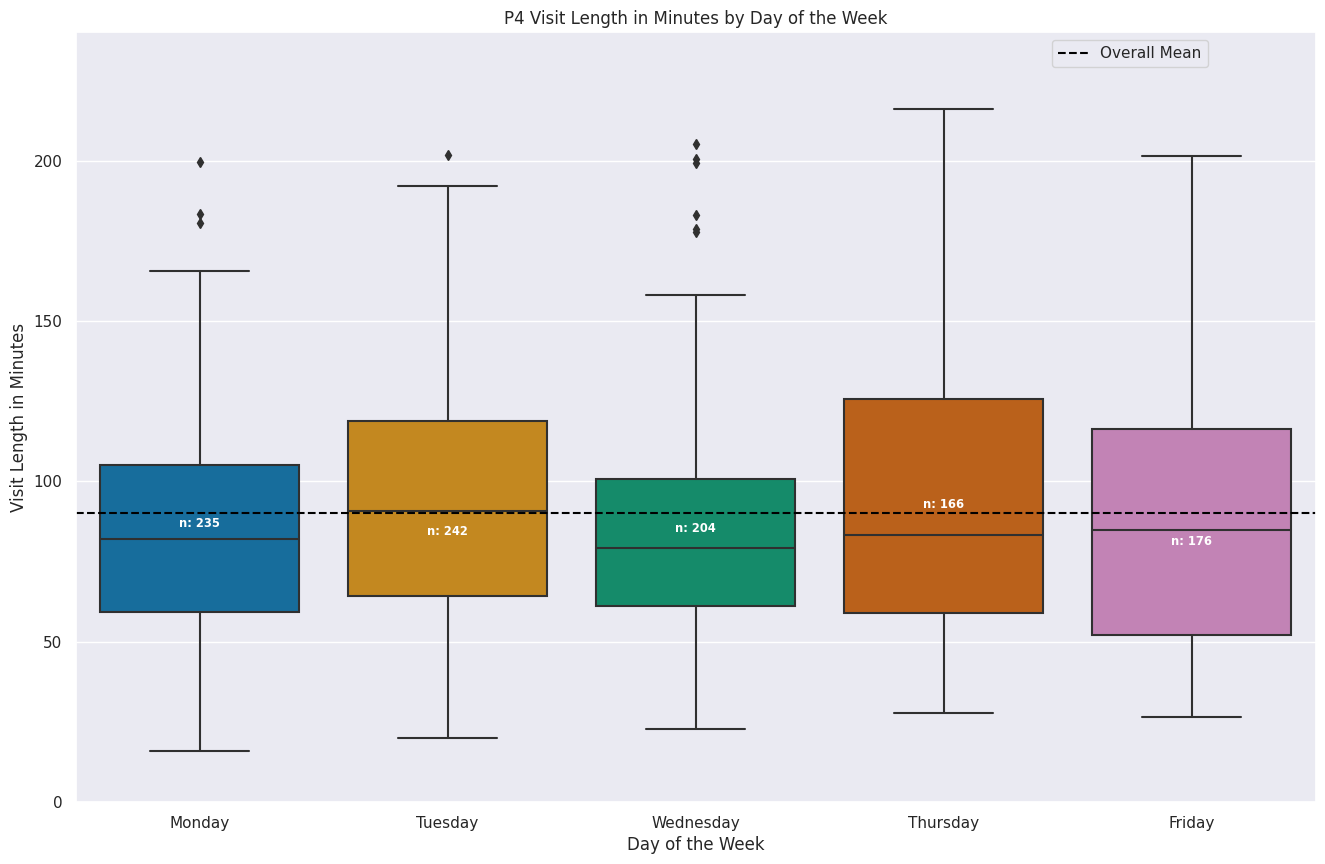 P4 Visit Length in Minutes by Day of the Week
Overall Mean
Visit Length in Minutes
200
150
100
50
0
n: 235
n: 242
n: 204
n: 166
n: 176
Monday
Tuesday
Wednesday
Thursday
Friday
Day of the Week